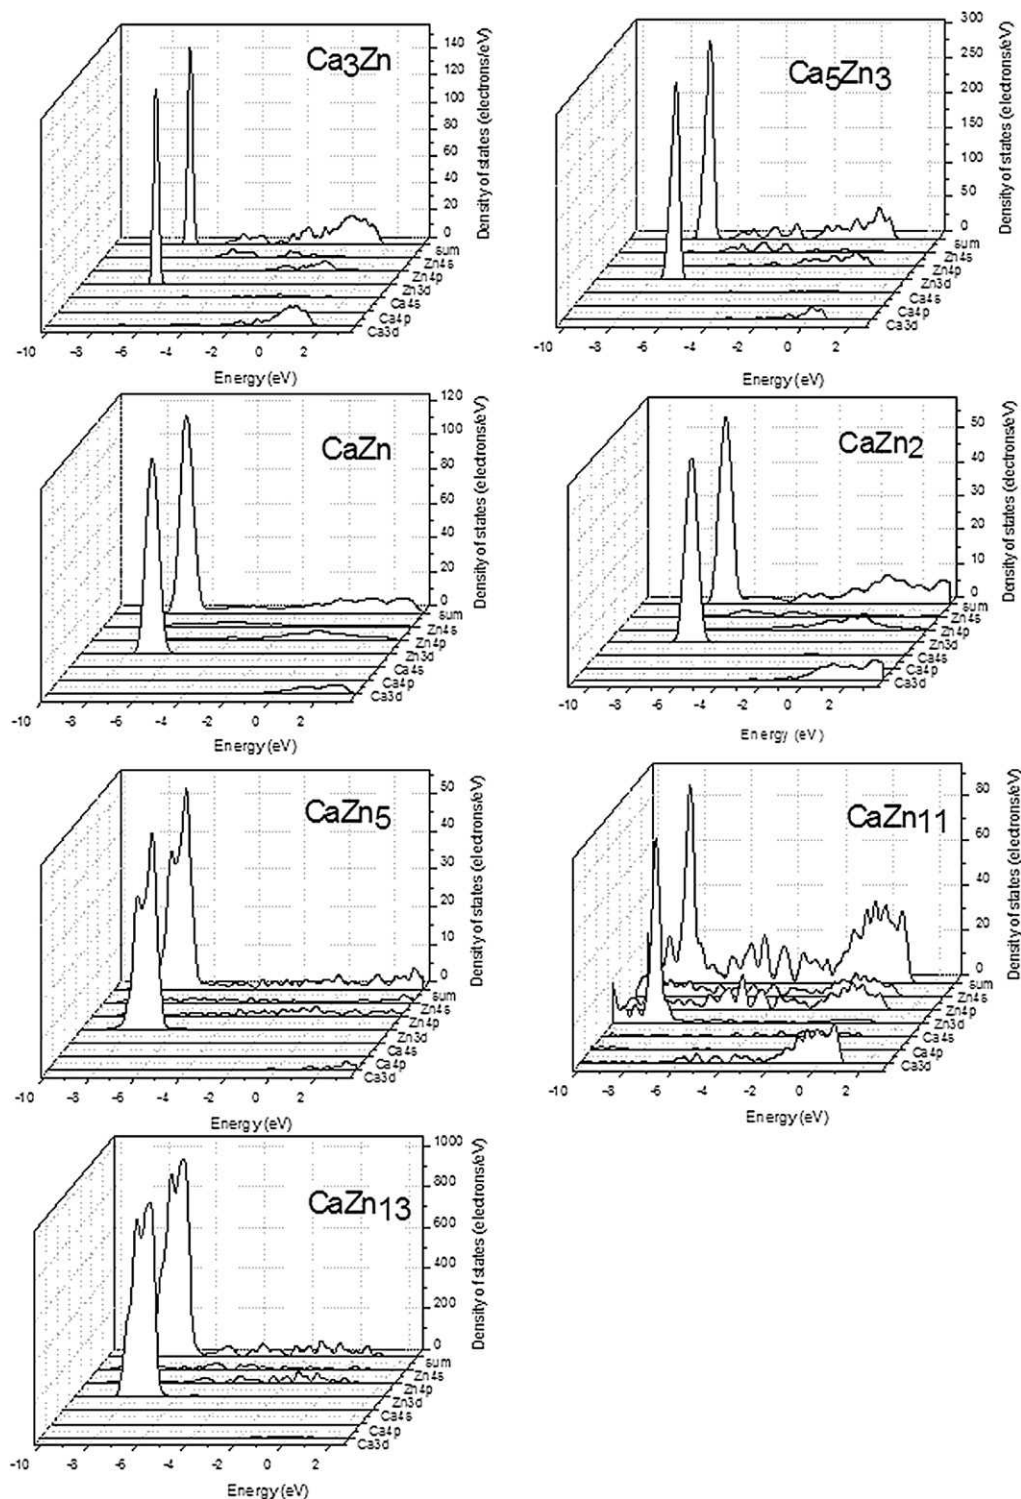 Ca3Zn
140
120
100
80
60
40
20
0
Density of states (electrons/eV)
sum
Zn4s
Zn4p
Zn3d
Ca4s
Ca4p
Ca3d
-10
-8
-6
-4
-2
0
2
Energy (eV)
Ca5Zn3
300
250
200
150
100
50
0
Density of states (electrons/eV)
sum
Zn4s
Zn4p
Zn3d
Ca4s
Ca4p
Ca3d
-10
-8
-6
-4
-2
0
2
Energy (eV)
CaZn
120
100
80
60
40
20
0
Density of states (electrons/eV)
sum
Zn4s
Zn4p
Zn3d
Ca4s
Ca4p
Ca3d
-10
-8
-6
-4
-2
0
2
Energy (eV)
CaZn2
50
40
30
20
10
0
Density of states (electrons/eV)
sum
Zn4s
Zn4p
Zn3d
Ca4s
Ca4p
Ca3d
-10
-8
-6
-4
-2
0
2
Energy (eV)
CaZn5
50
40
30
20
10
0
Density of states (electrons/eV)
sum
Zn4s
Zn4p
Zn3d
Ca4s
Ca4p
Ca3d
-10
-8
-6
-4
-2
0
2
Energy (eV)
CaZn11
80
60
40
20
0
Density of states (electrons/eV)
sum
Zn4s
Zn4p
Zn3d
Ca4s
Ca4p
Ca3d
-10
-8
-6
-4
-2
0
2
Energy (eV)
CaZn13
1000
800
600
400
200
0
Density of states (electrons/eV)
sum
Zn4s
Zn4p
Zn3d
Ca4s
Ca4p
Ca3d
-10
-8
-6
-4
-2
0
2
Energy (eV)